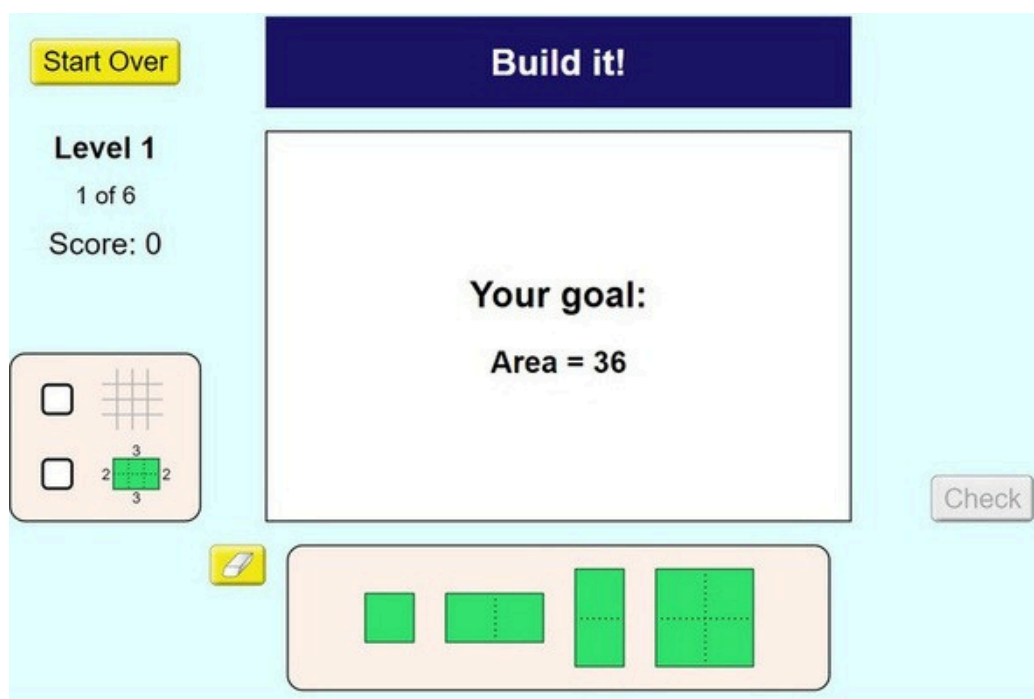 Start Over
Build it!
Level 1
1 of 6
Score: 0
Your goal:
Area = 36
3
2 2
3
Check